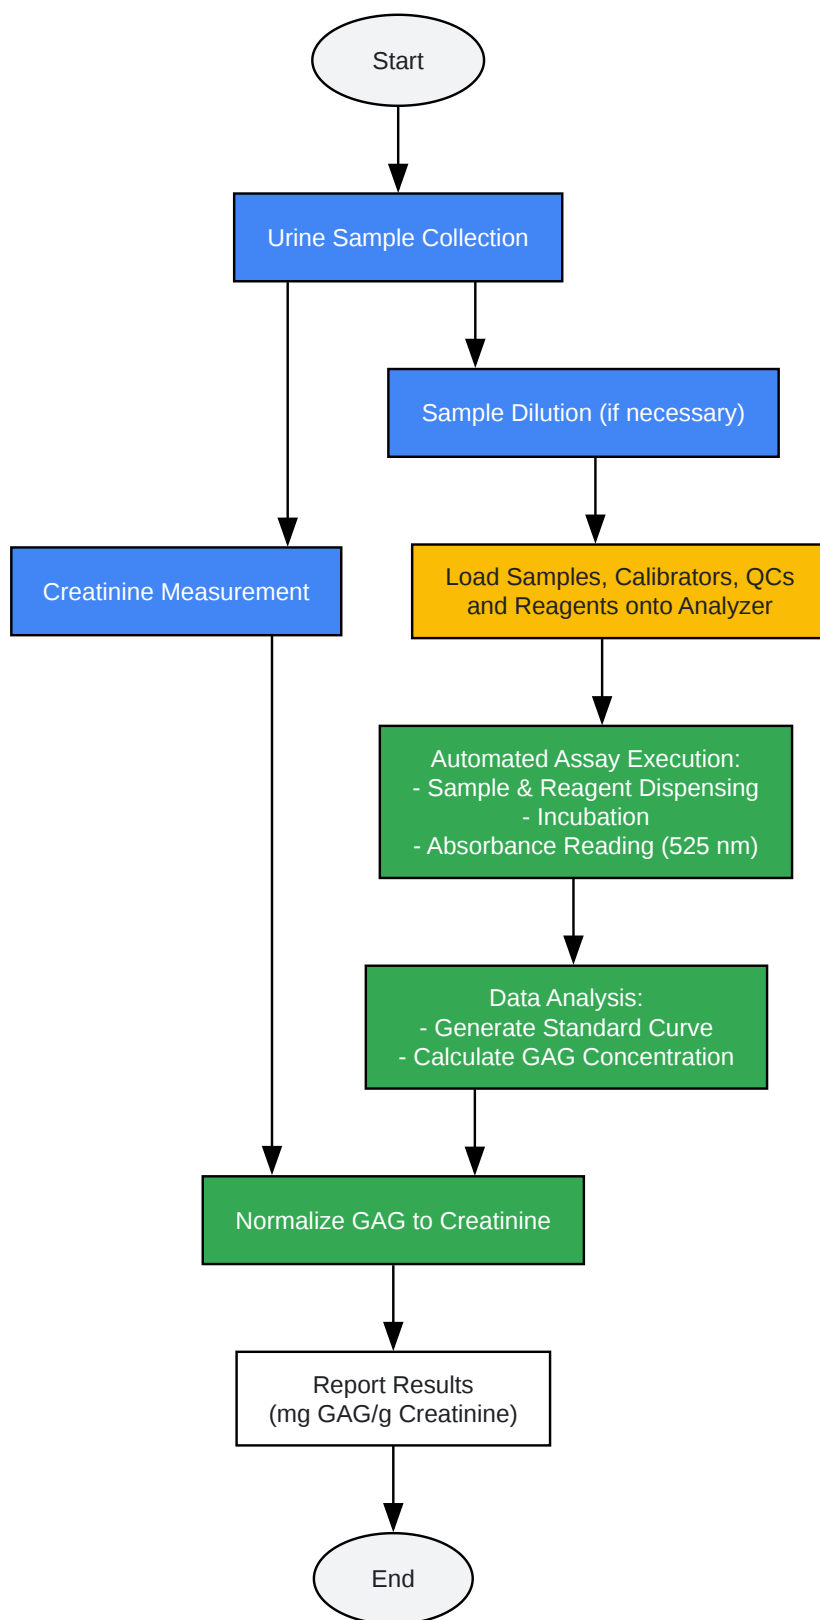 Start
Urine Sample Collection
Sample Dilution (if necessary)
Load Samples, Calibrators, QCs
and Reagents onto Analyzer
Creatinine Measurement
Automated Assay Execution:
- Sample & Reagent Dispensing
- Incubation
- Absorbance Reading (525 nm)
Data Analysis:
- Generate Standard Curve
- Calculate GAG Concentration
Normalize GAG to Creatinine
Report Results
(mg GAG/g Creatinine)
End